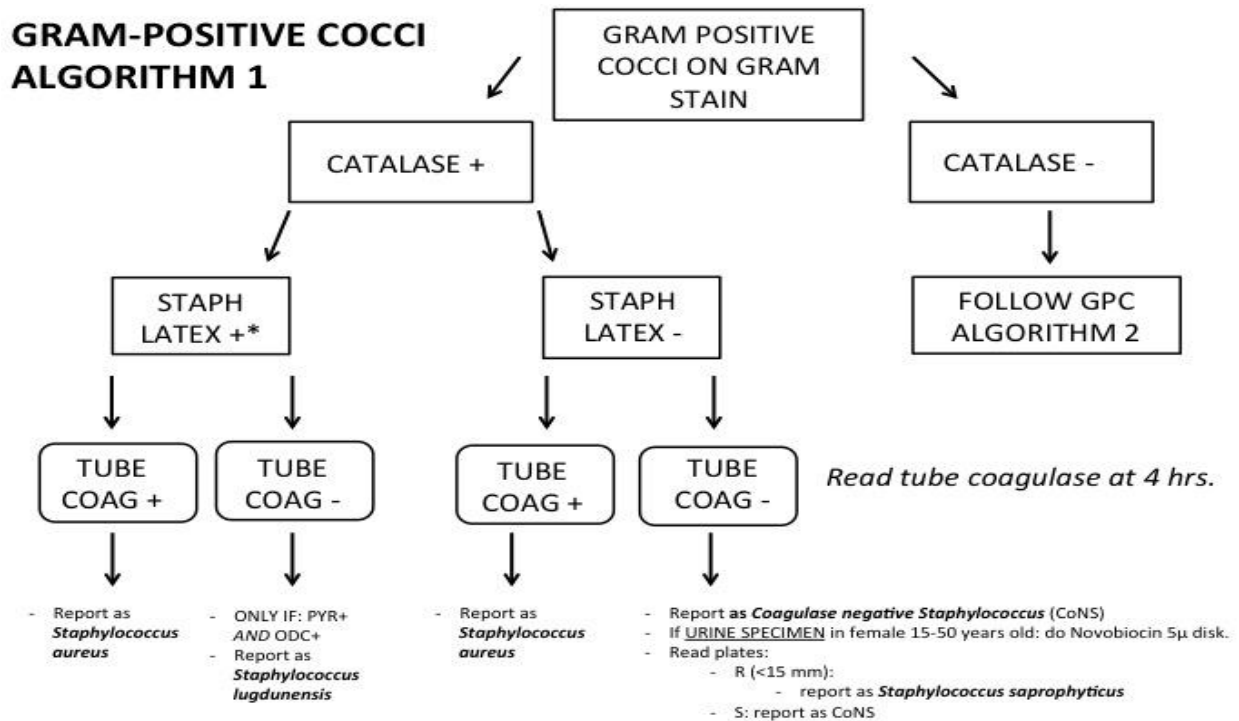 GRAM-POSITIVE COCCI
ALGORITHM 1
GRAM POSITIVE
COCCI ON GRAM
STAIN
CATALASE +
CATALASE -
STAPH
LATEX +*
STAPH
LATEX -
FOLLOW GPC
ALGORITHM 2
TUBE
COAG +
TUBE
COAG -
TUBE
COAG +
TUBE
COAG -
Read tube coagulase at 4 hrs.
- Report as
Staphylococcus
aureus
- ONLY IF: PYR+
AND ODC+
- Report as
Staphylococcus
lugdunensis
- Report as
Staphylococcus
aureus
- Report as Coagulase negative Staphylococcus (CoNS)
- If URINE SPECIMEN in female 15-50 years old: do Novobiocin 5µ disk.
- Read plates:
- R (<15 mm):
- report as Staphylococcus saprophyticus
- S: report as CoNS